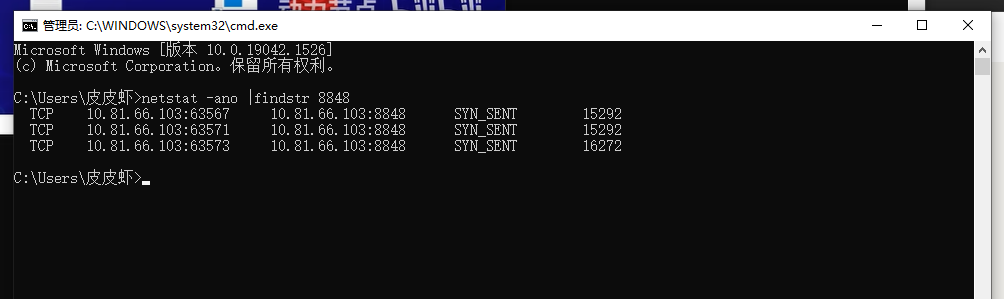 管理员: C:\WINDOWS\system32\cmd.exe
Microsoft Windows [版本 10.0.19042.1526]
(c) Microsoft Corporation。保留所有权利。
C:\Users\皮皮虾>netstat -ano |findstr 8848
TCP 10.81.66.103:63567 10.81.66.103:8848 SYN_SENT 15292
TCP 10.81.66.103:63571 10.81.66.103:8848 SYN_SENT 15292
TCP 10.81.66.103:63573 10.81.66.103:8848 SYN_SENT 16272
C:\Users\皮皮虾>